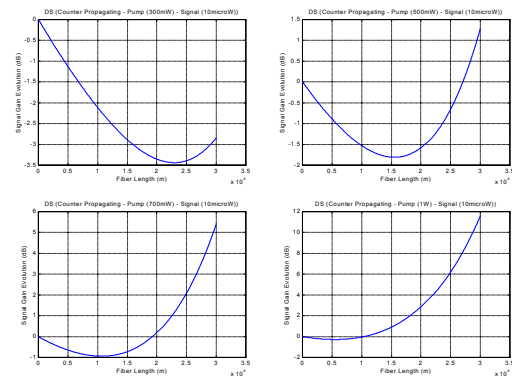 DS (Counter Propagating - Pump (300mW) - Signal (10microW))
Signal Gain Evolution (dB)
0
-0.5
-1
-1.5
-2
-2.5
-3
-3.5
0 0.5 1 1.5 2 2.5 3 3.5
Fiber Length (m)
x 10^4
DS (Counter Propagating - Pump (500mW) - Signal (10microW))
Signal Gain Evolution (dB)
1.5
1
0.5
0
-0.5
-1
-1.5
-2
0 0.5 1 1.5 2 2.5 3 3.5
Fiber Length (m)
x 10^4
DS (Counter Propagating - Pump (700mW) - Signal (10microW))
Signal Gain Evolution (dB)
6
5
4
3
2
1
0
-1
0 0.5 1 1.5 2 2.5 3 3.5
Fiber Length (m)
x 10^4
DS (Counter Propagating - Pump (1W) - Signal (10microW))
Signal Gain Evolution (dB)
12
10
8
6
4
2
0
-2
0 0.5 1 1.5 2 2.5 3 3.5
Fiber Length (m)
x 10^4